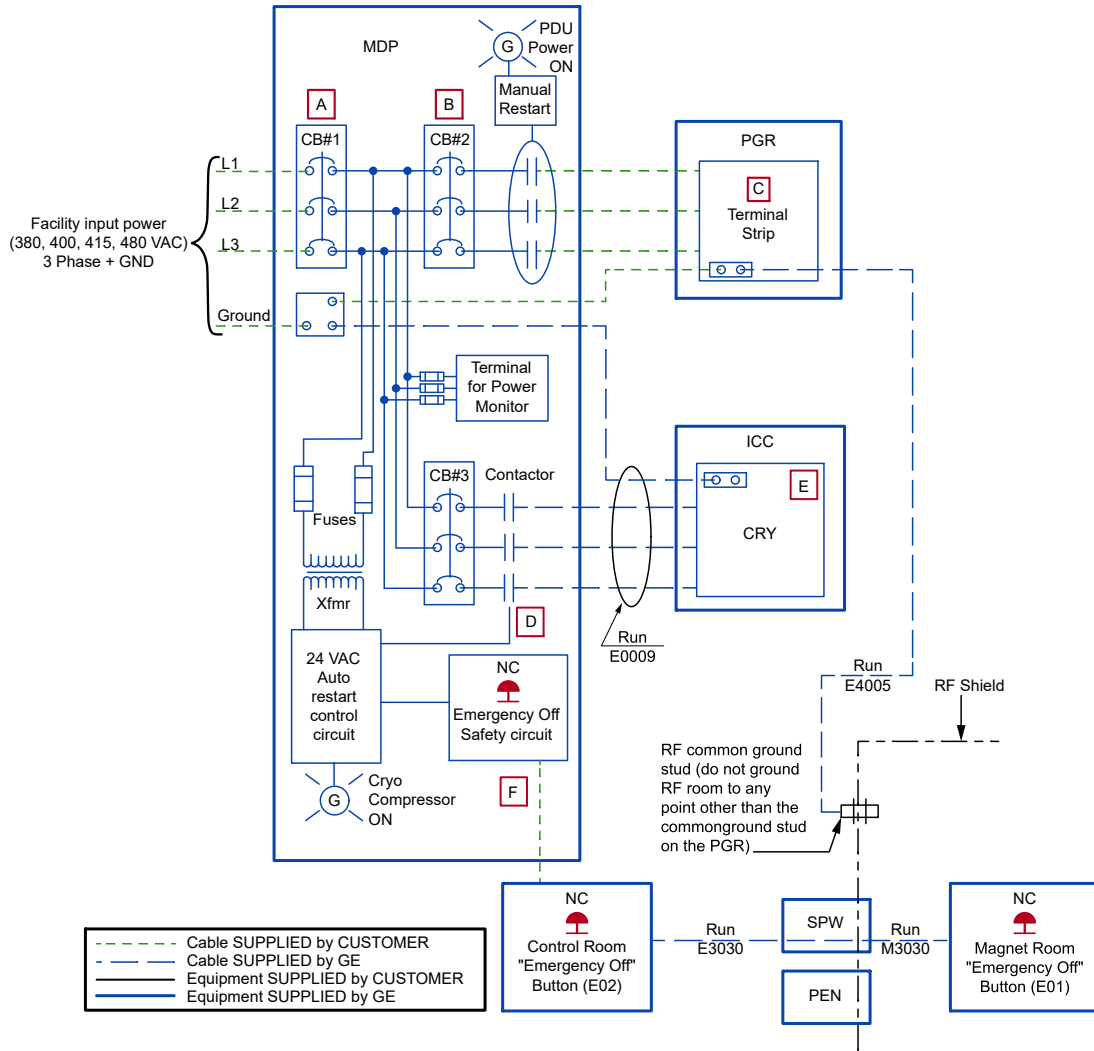 MDP
G
PDU
Power
ON
Manual
Restart
A
B
CB#1
CB#2
L1
L2
L3
Facility input power
(380, 400, 415, 480 VAC)
3 Phase + GND
Ground
PGR
C
Terminal
Strip
Terminal
for Power
Monitor
CB#3
Contactor
Fuses
Xfmr
D
ICC
E
CRY
Run
E0009
24 VAC
Auto
restart
control
circuit
NC
Emergency Off
Safety circuit
G
Cryo
Compressor
ON
F
Run
E4005
RF Shield
RF common ground
stud (do not ground
RF room to any
point other than the
commonground stud
on the PGR)
NC
Control Room
"Emergency Off"
Button (E02)
Run
E3030
SPW
Run
M3030
PEN
NC
Magnet Room
"Emergency Off"
Button (E01)
Cable SUPPLIED by CUSTOMER
Cable SUPPLIED by GE
Equipment SUPPLIED by CUSTOMER
Equipment SUPPLIED by GE